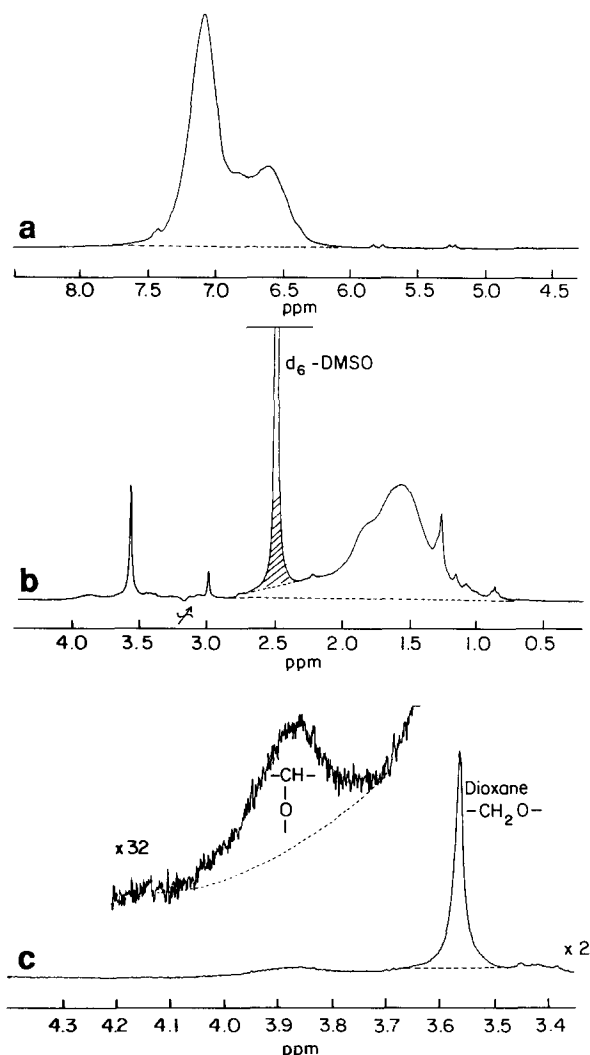 a
8.0 7.5 7.0 6.5 6.0 5.5 5.0 4.5
ppm
d6-DMSO
b
4.0 3.5 3.0 2.5 2.0 1.5 1.0 0.5
ppm
-CH-
O
x 32
Dioxane
-CH2O-
c
x 2
4.3 4.2 4.1 4.0 3.9 3.8 3.7 3.6 3.5 3.4
ppm